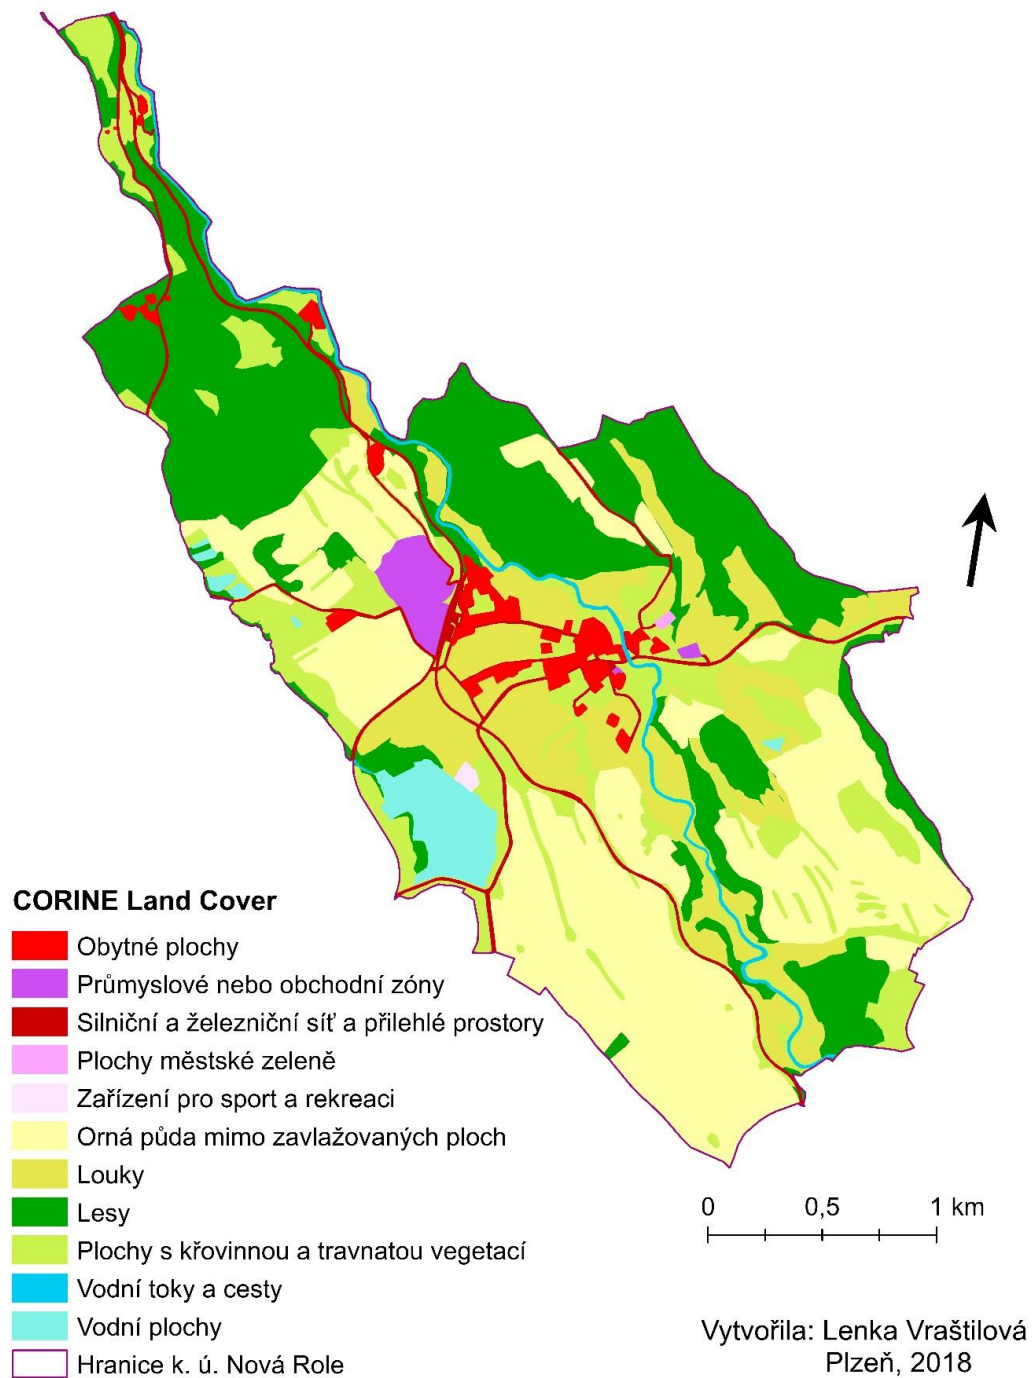 CORINE Land Cover
Obytné plochy
Průmyslové nebo obchodní zóny
Silniční a železniční síť a přilehlé prostory
Plochy městské zeleně
Zařízení pro sport a rekreaci
Orná půda mimo zavlažovaných ploch
Louky
Lesy
Plochy s křovinnou a travnatou vegetací
Vodní toky a cesty
Vodní plochy
Hranice k. ú. Nová Role
0 0,5 1 km
Vytvořila: Lenka Vraštilová
Plzeň, 2018